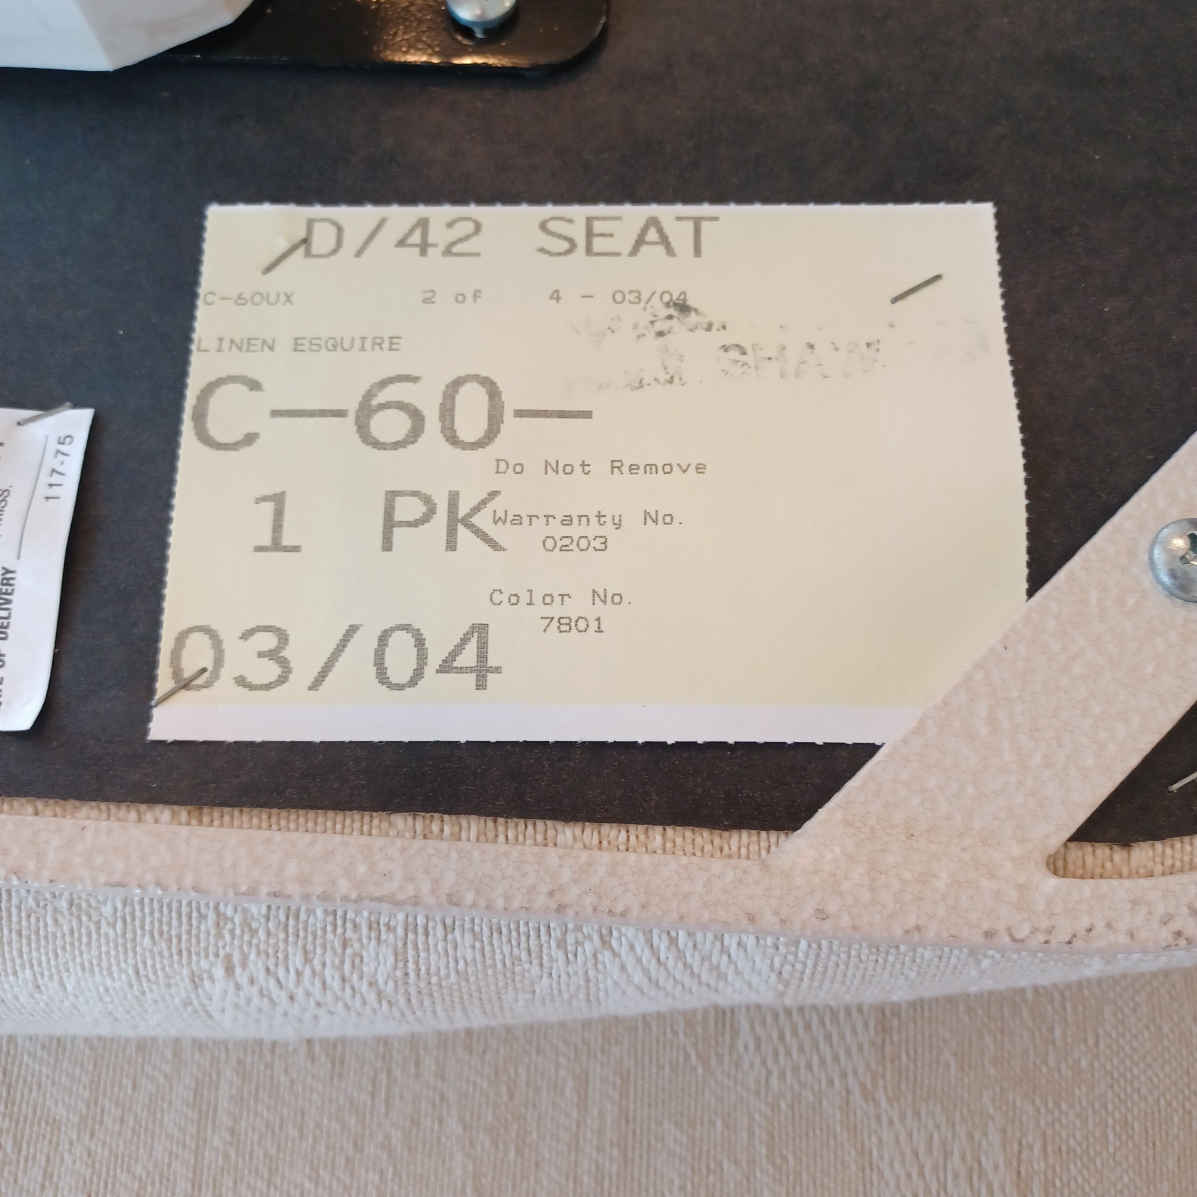 D/42 SEAT
C-60UX 2 of 4 - 03/04
LINEN ESQUIRE
C-60-
Do Not Remove
1 PK
Warranty No.
0203
Color No.
7801
03/04
117-75
DELIVERY